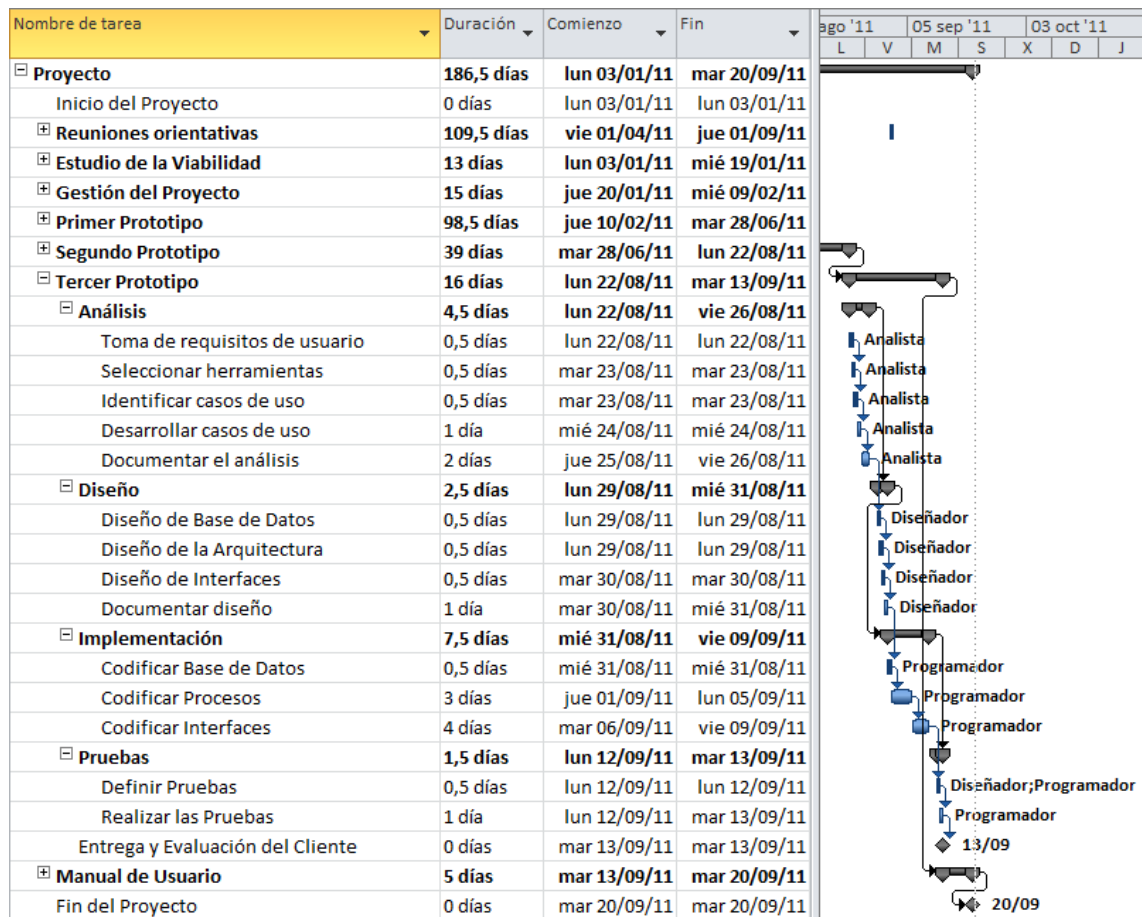 Nombre de tarea Duración Comienzo Fin ago '11 05 sep '11 03 oct '11
L V M S X D J
Proyecto 186,5 días lun 03/01/11 mar 20/09/11
Inicio del Proyecto 0 días lun 03/01/11 lun 03/01/11
Reuniones orientativas 109,5 días vie 01/04/11 jue 01/09/11
Estudio de la Viabilidad 13 días lun 03/01/11 mié 19/01/11
Gestión del Proyecto 15 días jue 20/01/11 mié 09/02/11
Primer Prototipo 98,5 días jue 10/02/11 mar 28/06/11
Segundo Prototipo 39 días mar 28/06/11 lun 22/08/11
Tercer Prototipo 16 días lun 22/08/11 mar 13/09/11
Análisis 4,5 días lun 22/08/11 vie 26/08/11
Toma de requisitos de usuario 0,5 días lun 22/08/11 lun 22/08/11 Analista
Seleccionar herramientas 0,5 días mar 23/08/11 mar 23/08/11 Analista
Identificar casos de uso 0,5 días mar 23/08/11 mar 23/08/11 Analista
Desarrollar casos de uso 1 día mié 24/08/11 mié 24/08/11 Analista
Documentar el análisis 2 días jue 25/08/11 vie 26/08/11 Analista
Diseño 2,5 días lun 29/08/11 mié 31/08/11
Diseño de Base de Datos 0,5 días lun 29/08/11 lun 29/08/11 Diseñador
Diseño de la Arquitectura 0,5 días lun 29/08/11 lun 29/08/11 Diseñador
Diseño de Interfaces 0,5 días mar 30/08/11 mar 30/08/11 Diseñador
Documentar diseño 1 día mar 30/08/11 mié 31/08/11 Diseñador
Implementación 7,5 días mié 31/08/11 vie 09/09/11
Codificar Base de Datos 0,5 días mié 31/08/11 mié 31/08/11 Programador
Codificar Procesos 3 días jue 01/09/11 lun 05/09/11 Programador
Codificar Interfaces 4 días mar 06/09/11 vie 09/09/11 Programador
Pruebas 1,5 días lun 12/09/11 mar 13/09/11
Definir Pruebas 0,5 días lun 12/09/11 lun 12/09/11 Diseñador;Programador
Realizar las Pruebas 1 día lun 12/09/11 mar 13/09/11 Programador
Entrega y Evaluación del Cliente 0 días mar 13/09/11 mar 13/09/11 13/09
Manual de Usuario 5 días mar 13/09/11 mar 20/09/11
Fin del Proyecto 0 días mar 20/09/11 mar 20/09/11 20/09